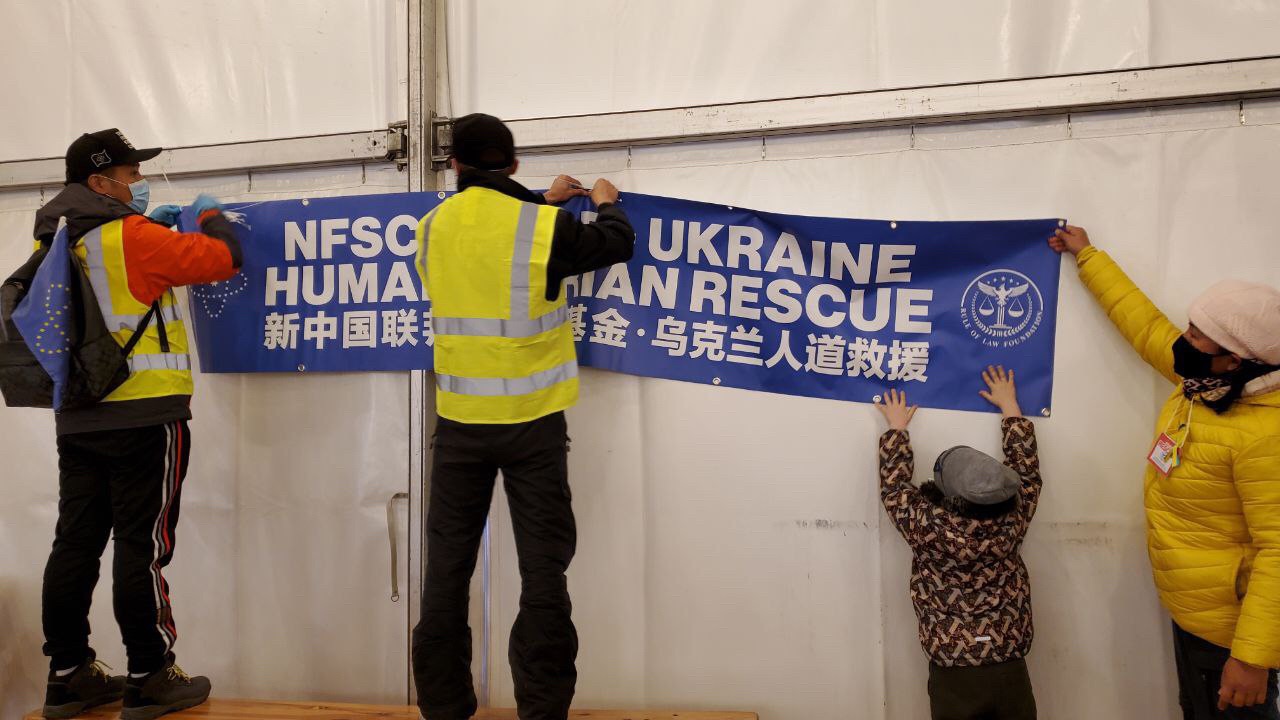 NFSC UKRAINE
HUMA IAN RESCUE
新中国联 基金·乌克兰人道救援
RULE OF LAW FOUNDATION